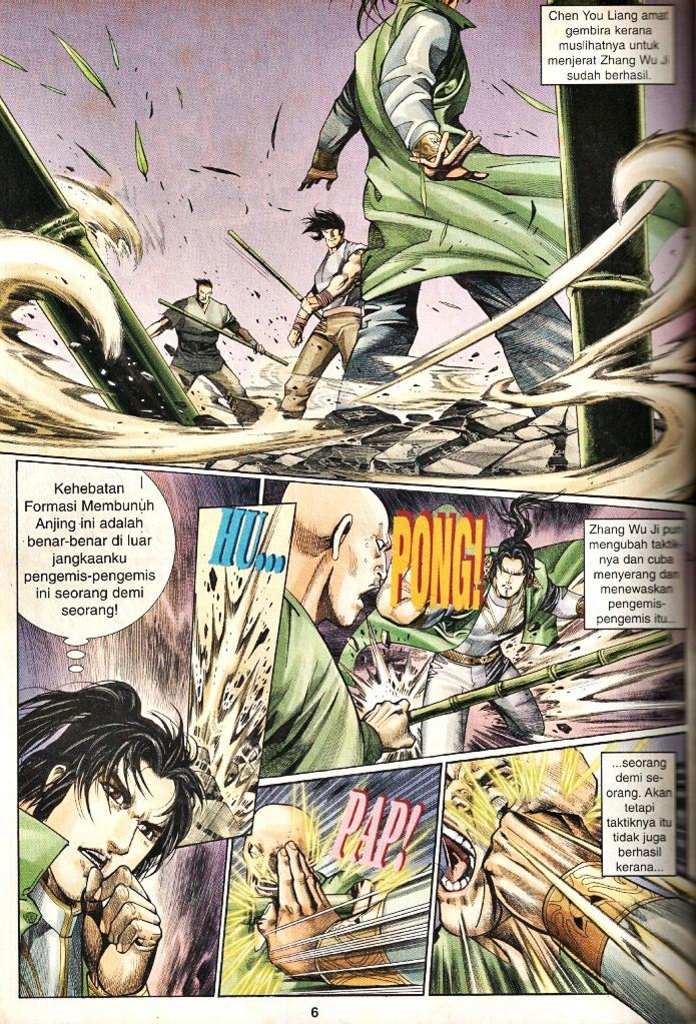 Chen You Liang amat
gembira kerana
muslihatnya untuk
menjerat Zhang Wu Ji
sudah berhasil.
Kehebatan
Formasi Membunuh
Anjing ini adalah
benar-benar di luar
jangkaanku
pengemis-pengemis
ini seorang demi
seorang!
HU...
PONG!
Zhang Wu Ji pun
mengubah taktik-
nya dan cuba
menyerang dan
menewaskan
pengemis-
pengemis itu...
PAP!
...seorang
demi se-
orang. Akan
tetapi
taktiknya itu
tidak juga
berhasil
kerana...
6